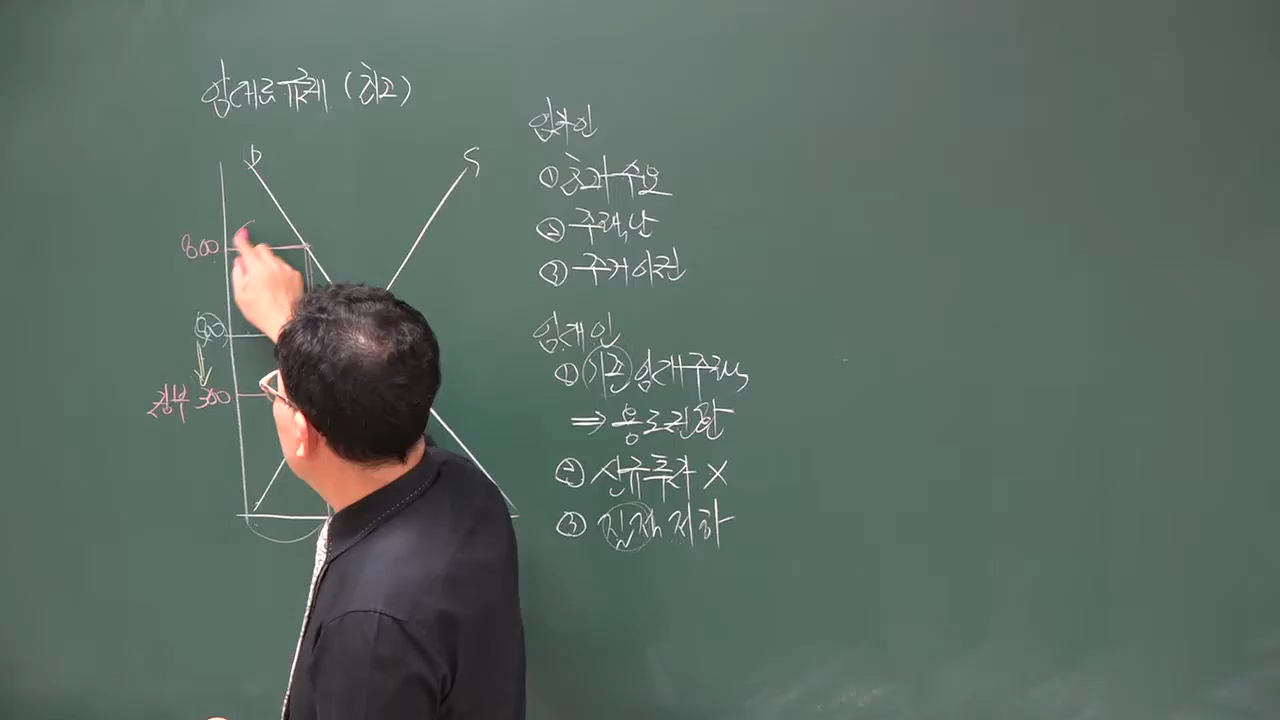 임대료규제 (최고)
D
S
800
정부 300
임차인
① 초과수요
② 주택난
③ 주거이전
임대인
① 기존 임대주택
⇒ 용도전환
② 신규투자 X
③ 질적 저하